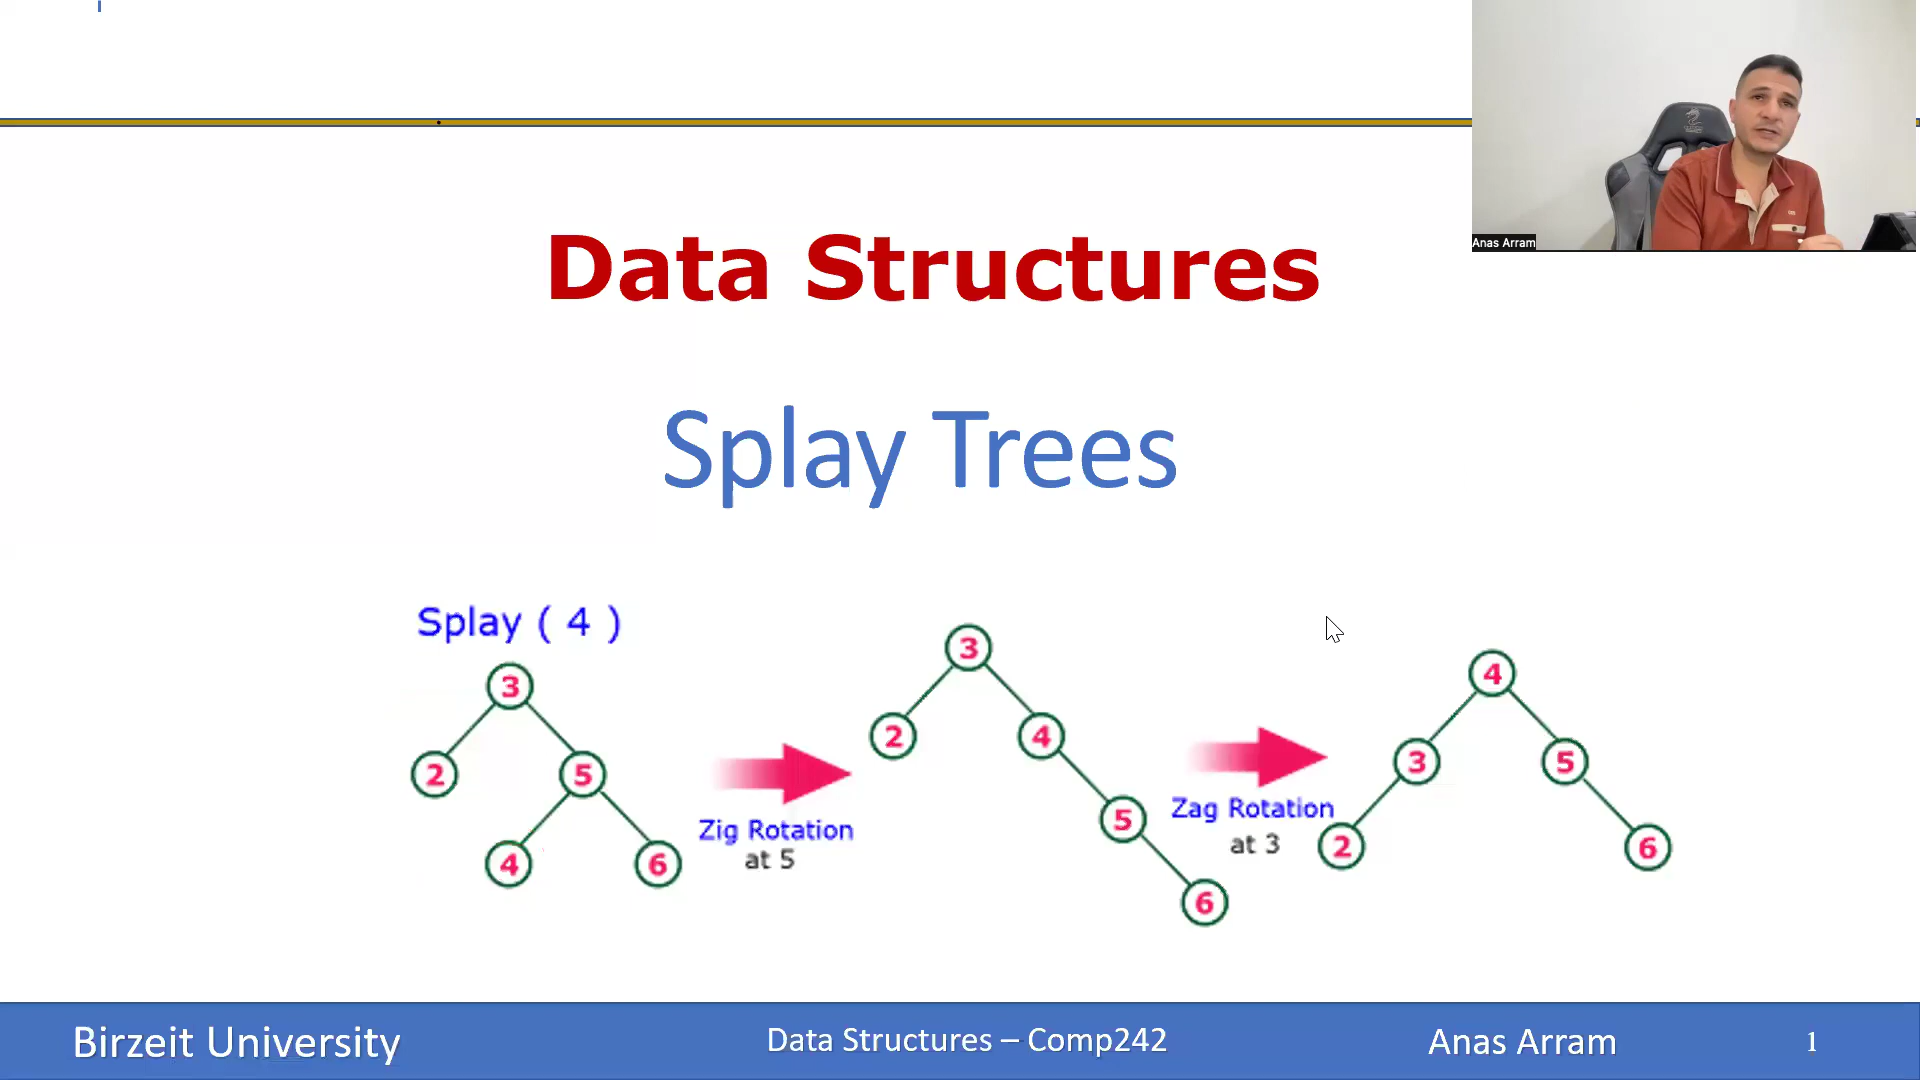 Anas Arram
Data Structures
Splay Trees
Splay ( 4 )
3
2
5
4
6
Zig Rotation
at 5
3
2
4
5
6
Zag Rotation
at 3
4
3
5
2
6
Birzeit University
Data Structures – Comp242
Anas Arram
1